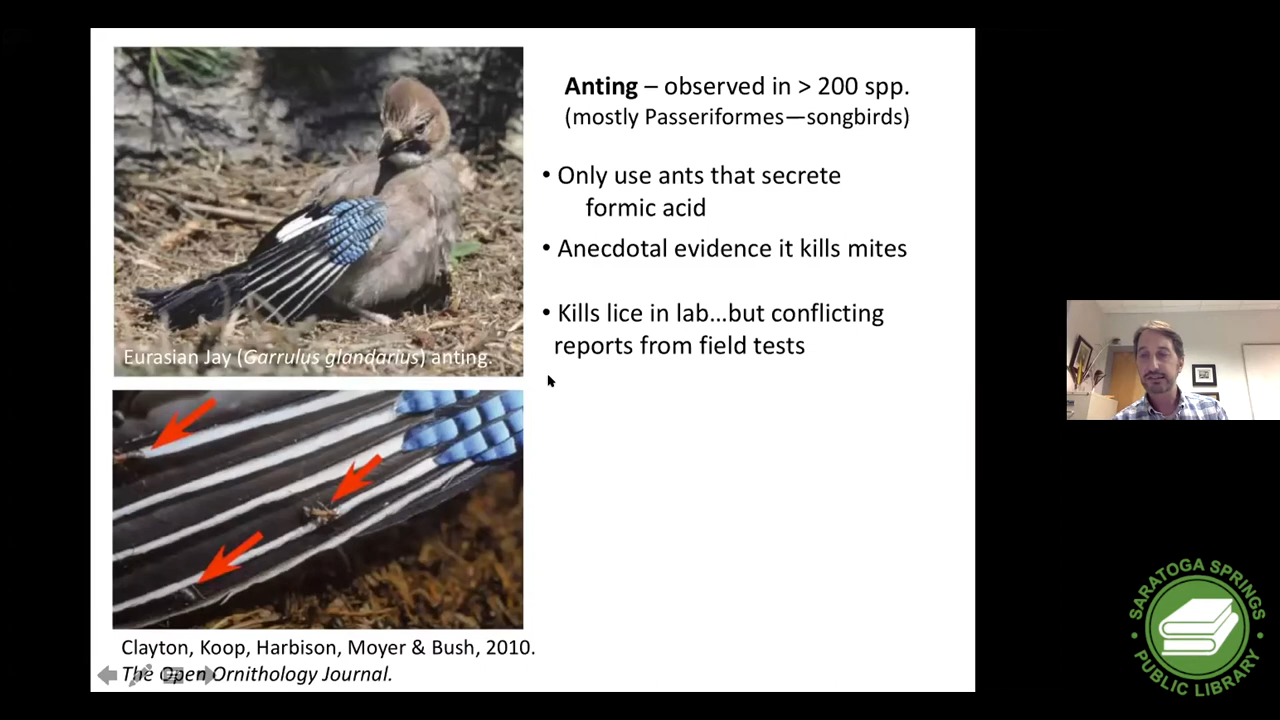 Anting – observed in > 200 spp.
(mostly Passeriformes—songbirds)
• Only use ants that secrete
formic acid
• Anecdotal evidence it kills mites
• Kills lice in lab…but conflicting
reports from field tests
Eurasian Jay (Garrulus glandarius) anting.
Clayton, Koop, Harbison, Moyer & Bush, 2010.
The Open Ornithology Journal.
SARATOGA SPRINGS
• PUBLIC LIBRARY •